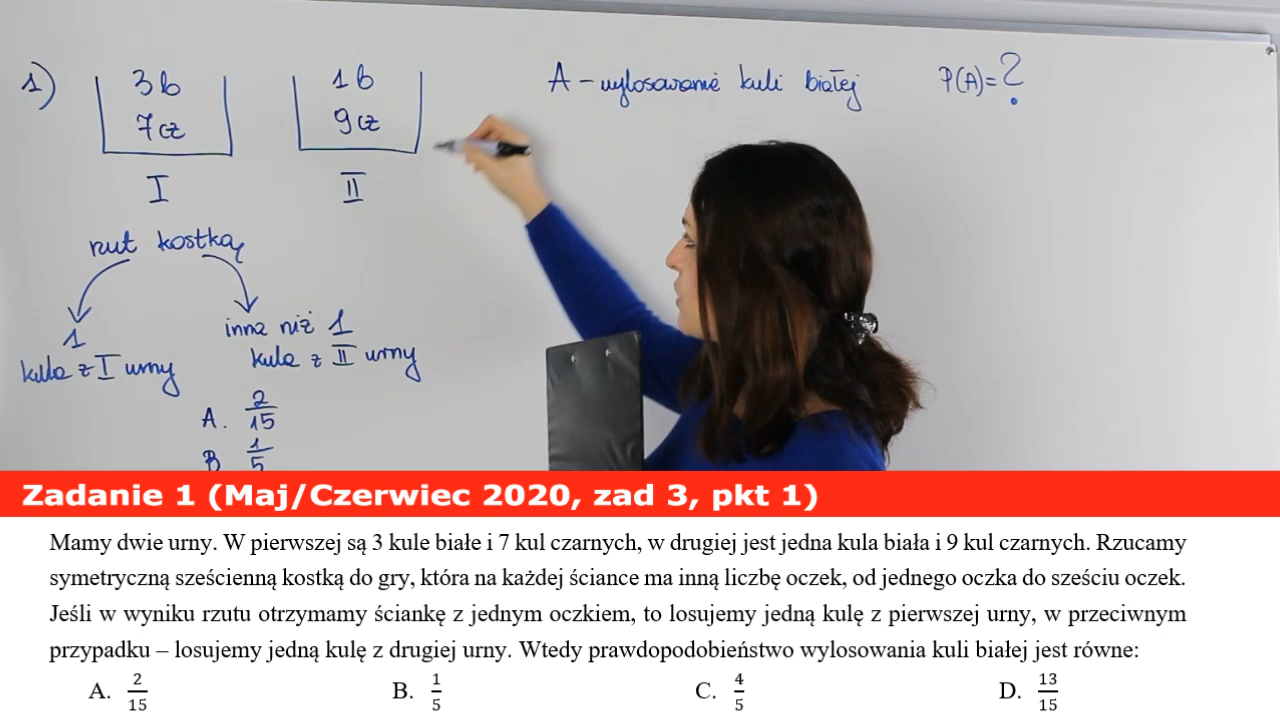 1) 3b 1b A - wylosowanie kuli białej P(A)=?
7cz 9cz
I II
rzut kostką
1 inna niż 1
kula z I urny kula z II urny
A. 2/15
B 1/5
Zadanie 1 (Maj/Czerwiec 2020, zad 3, pkt 1)
Mamy dwie urny. W pierwszej są 3 kule białe i 7 kul czarnych, w drugiej jest jedna kula biała i 9 kul czarnych. Rzucamy
symetryczną sześcienną kostką do gry, która na każdej ściance ma inną liczbę oczek, od jednego oczka do sześciu oczek.
Jeśli w wyniku rzutu otrzymamy ściankę z jednym oczkiem, to losujemy jedną kulę z pierwszej urny, w przeciwnym
przypadku – losujemy jedną kulę z drugiej urny. Wtedy prawdopodobieństwo wylosowania kuli białej jest równe:
A. 2/15 B. 1/5 C. 4/5 D. 13/15